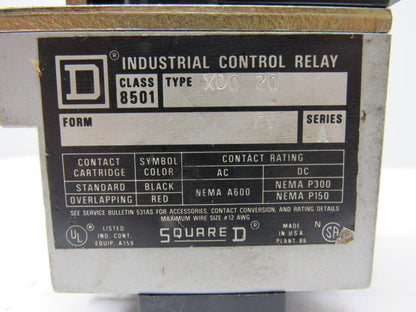 D ® INDUSTRIAL CONTROL RELAY
CLASS 8501 TYPE XDO 20
FORM SERIES A
CONTACT CARTRIDGE SYMBOL COLOR CONTACT RATING
AC DC
STANDARD BLACK NEMA A600 NEMA P300
OVERLAPPING RED NEMA P150
SEE SERVICE BULLETIN 531AS FOR ACCESSORIES, CONTACT CONVERSION, AND RATING DETAILS
MAXIMUM WIRE SIZE #12 AWG
UL ® LISTED IND. CONT. EQUIP. A159
SQUARE D ®
MADE IN U.S.A. PLANT. 86
N SA